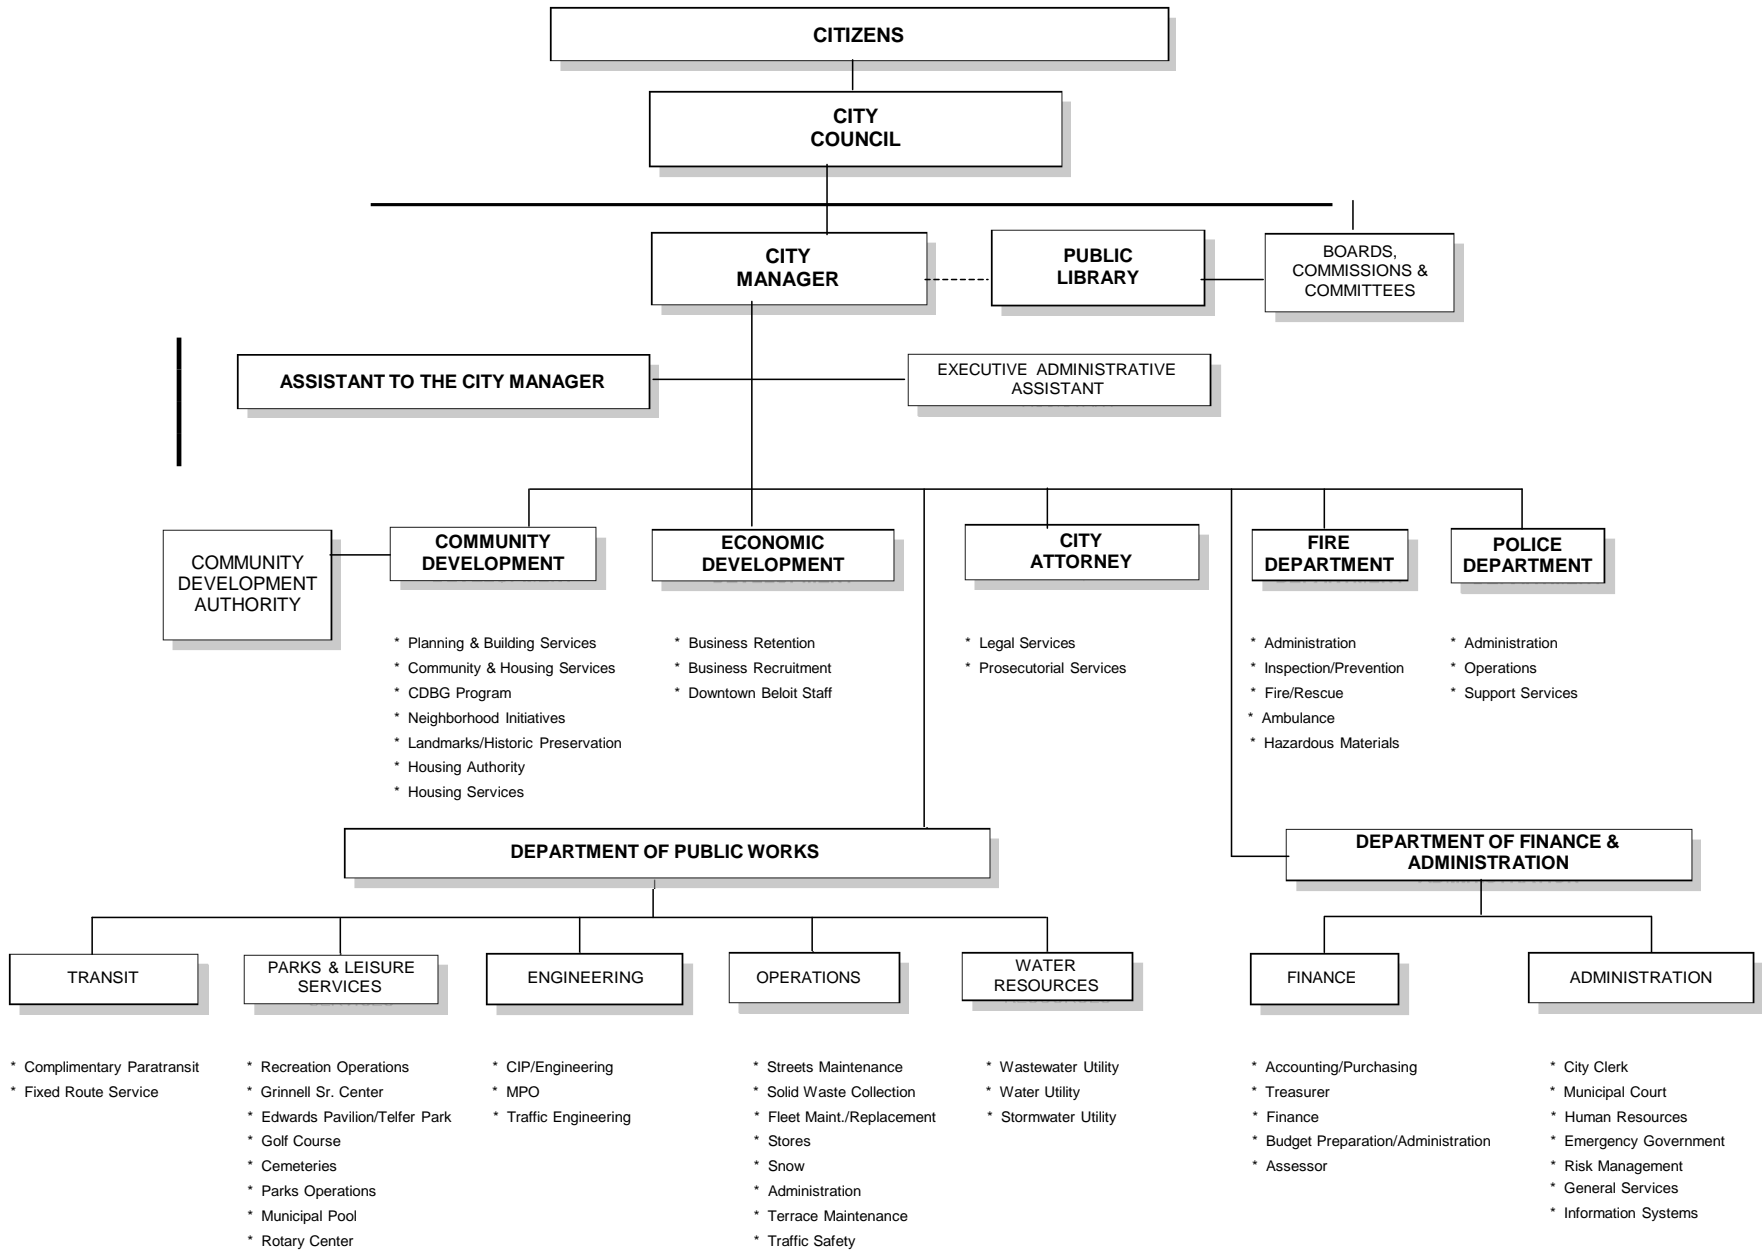 CITIZENS
CITY
COUNCIL
CITY
MANAGER
PUBLIC
LIBRARY
BOARDS,
COMMISSIONS &
COMMITTEES
ASSISTANT TO THE CITY MANAGER
EXECUTIVE ADMINISTRATIVE
ASSISTANT
COMMUNITY
DEVELOPMENT
AUTHORITY
COMMUNITY
DEVELOPMENT
* Planning & Building Services
* Community & Housing Services
* CDBG Program
* Neighborhood Initiatives
* Landmarks/Historic Preservation
* Housing Authority
* Housing Services
ECONOMIC
DEVELOPMENT
* Business Retention
* Business Recruitment
* Downtown Beloit Staff
CITY
ATTORNEY
* Legal Services
* Prosecutorial Services
FIRE
DEPARTMENT
* Administration
* Inspection/Prevention
* Fire/Rescue
* Ambulance
* Hazardous Materials
POLICE
DEPARTMENT
* Administration
* Operations
* Support Services
DEPARTMENT OF PUBLIC WORKS
DEPARTMENT OF FINANCE &
ADMINISTRATION
TRANSIT
* Complimentary Paratransit
* Fixed Route Service
PARKS & LEISURE
SERVICES
* Recreation Operations
* Grinnell Sr. Center
* Edwards Pavilion/Telfer Park
* Golf Course
* Cemeteries
* Parks Operations
* Municipal Pool
* Rotary Center
ENGINEERING
* CIP/Engineering
* MPO
* Traffic Engineering
OPERATIONS
* Streets Maintenance
* Solid Waste Collection
* Fleet Maint./Replacement
* Stores
* Snow
* Administration
* Terrace Maintenance
* Traffic Safety
WATER
RESOURCES
* Wastewater Utility
* Water Utility
* Stormwater Utility
FINANCE
* Accounting/Purchasing
* Treasurer
* Finance
* Budget Preparation/Administration
* Assessor
ADMINISTRATION
* City Clerk
* Municipal Court
* Human Resources
* Emergency Government
* Risk Management
* General Services
* Information Systems